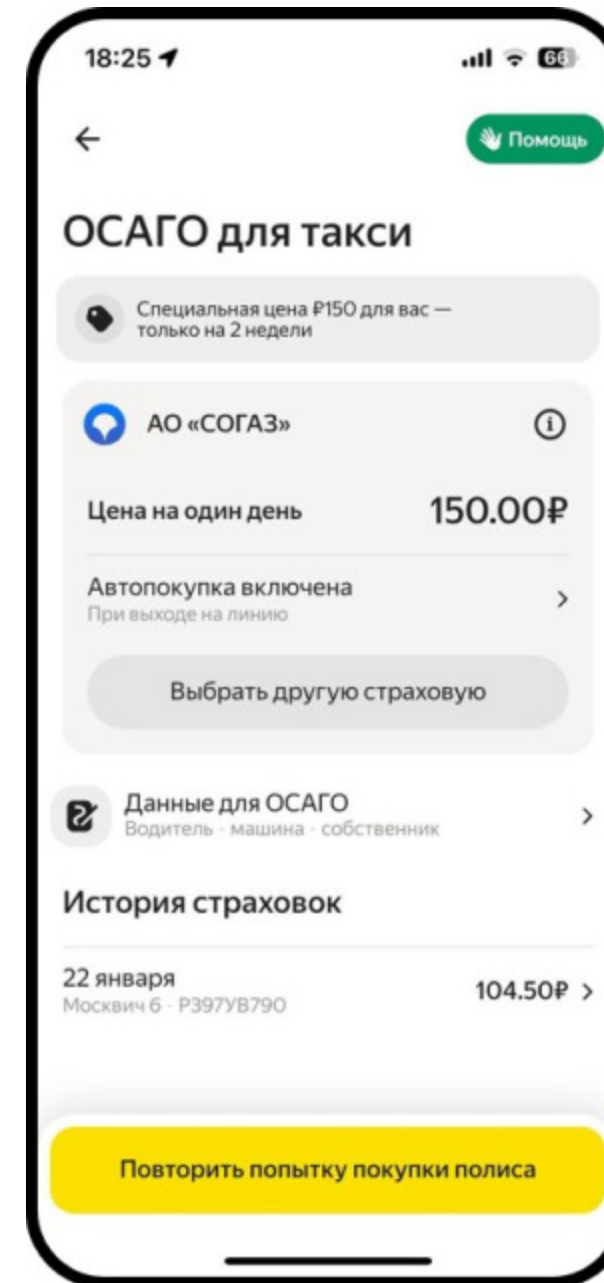 18:25
66
Помощь
ОСАГО для такси
Специальная цена ₽150 для вас —
только на 2 недели
АО «СОГАЗ»
Цена на один день
150.00₽
Автопокупка включена
При выходе на линию
Выбрать другую страховую
Данные для ОСАГО
Водитель · машина · собственник
История страховок
22 января
104.50₽
Москвич 6 · Р397УВ790
Повторить попытку покупки полиса